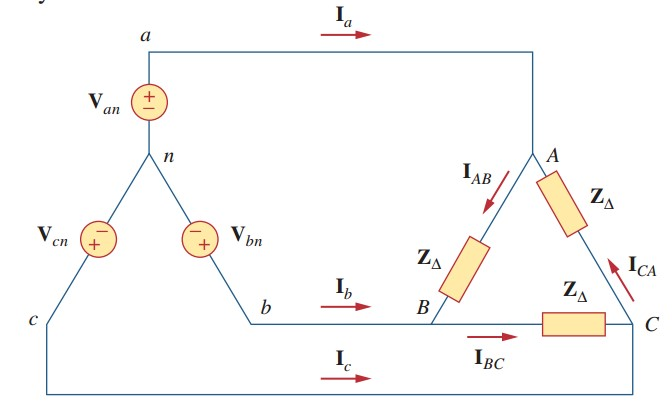 I_a
a
+
−
V_an
n
A
I_AB
Z_Δ
V_cn
−
+
−
+
V_bn
Z_Δ
I_CA
I_b
Z_Δ
c
b
B
C
I_BC
I_c